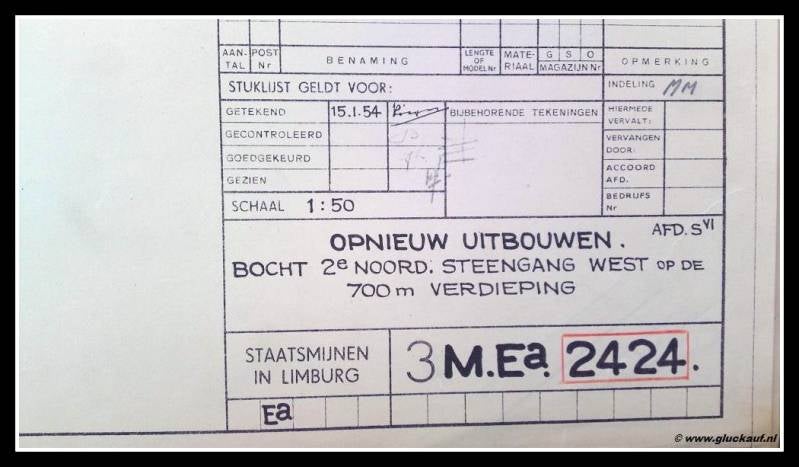 AAN- POST LENGTE MATE- G S O
TAL Nr BENAMING OF MODEL Nr RIAAL MAGAZIJN Nr OPMERKING
STUKLIJST GELDT VOOR: INDELING MM
GETEKEND 15.1.54 BIJBEHORENDE TEKENINGEN HIERMEDE VERVALT:
GECONTROLEERD VERVANGEN DOOR:
GOEDGEKEURD ACCOORD AFD.
GEZIEN BEDRIJFS Nr
SCHAAL 1:50
AFD. SVI
OPNIEUW UITBOUWEN.
BOCHT 2e NOORD. STEENGANG WEST OP DE
700m VERDIEPING
STAATSMIJNEN
IN LIMBURG
3 M.Ea. 2424.
Ea
© www.gluckauf.nl